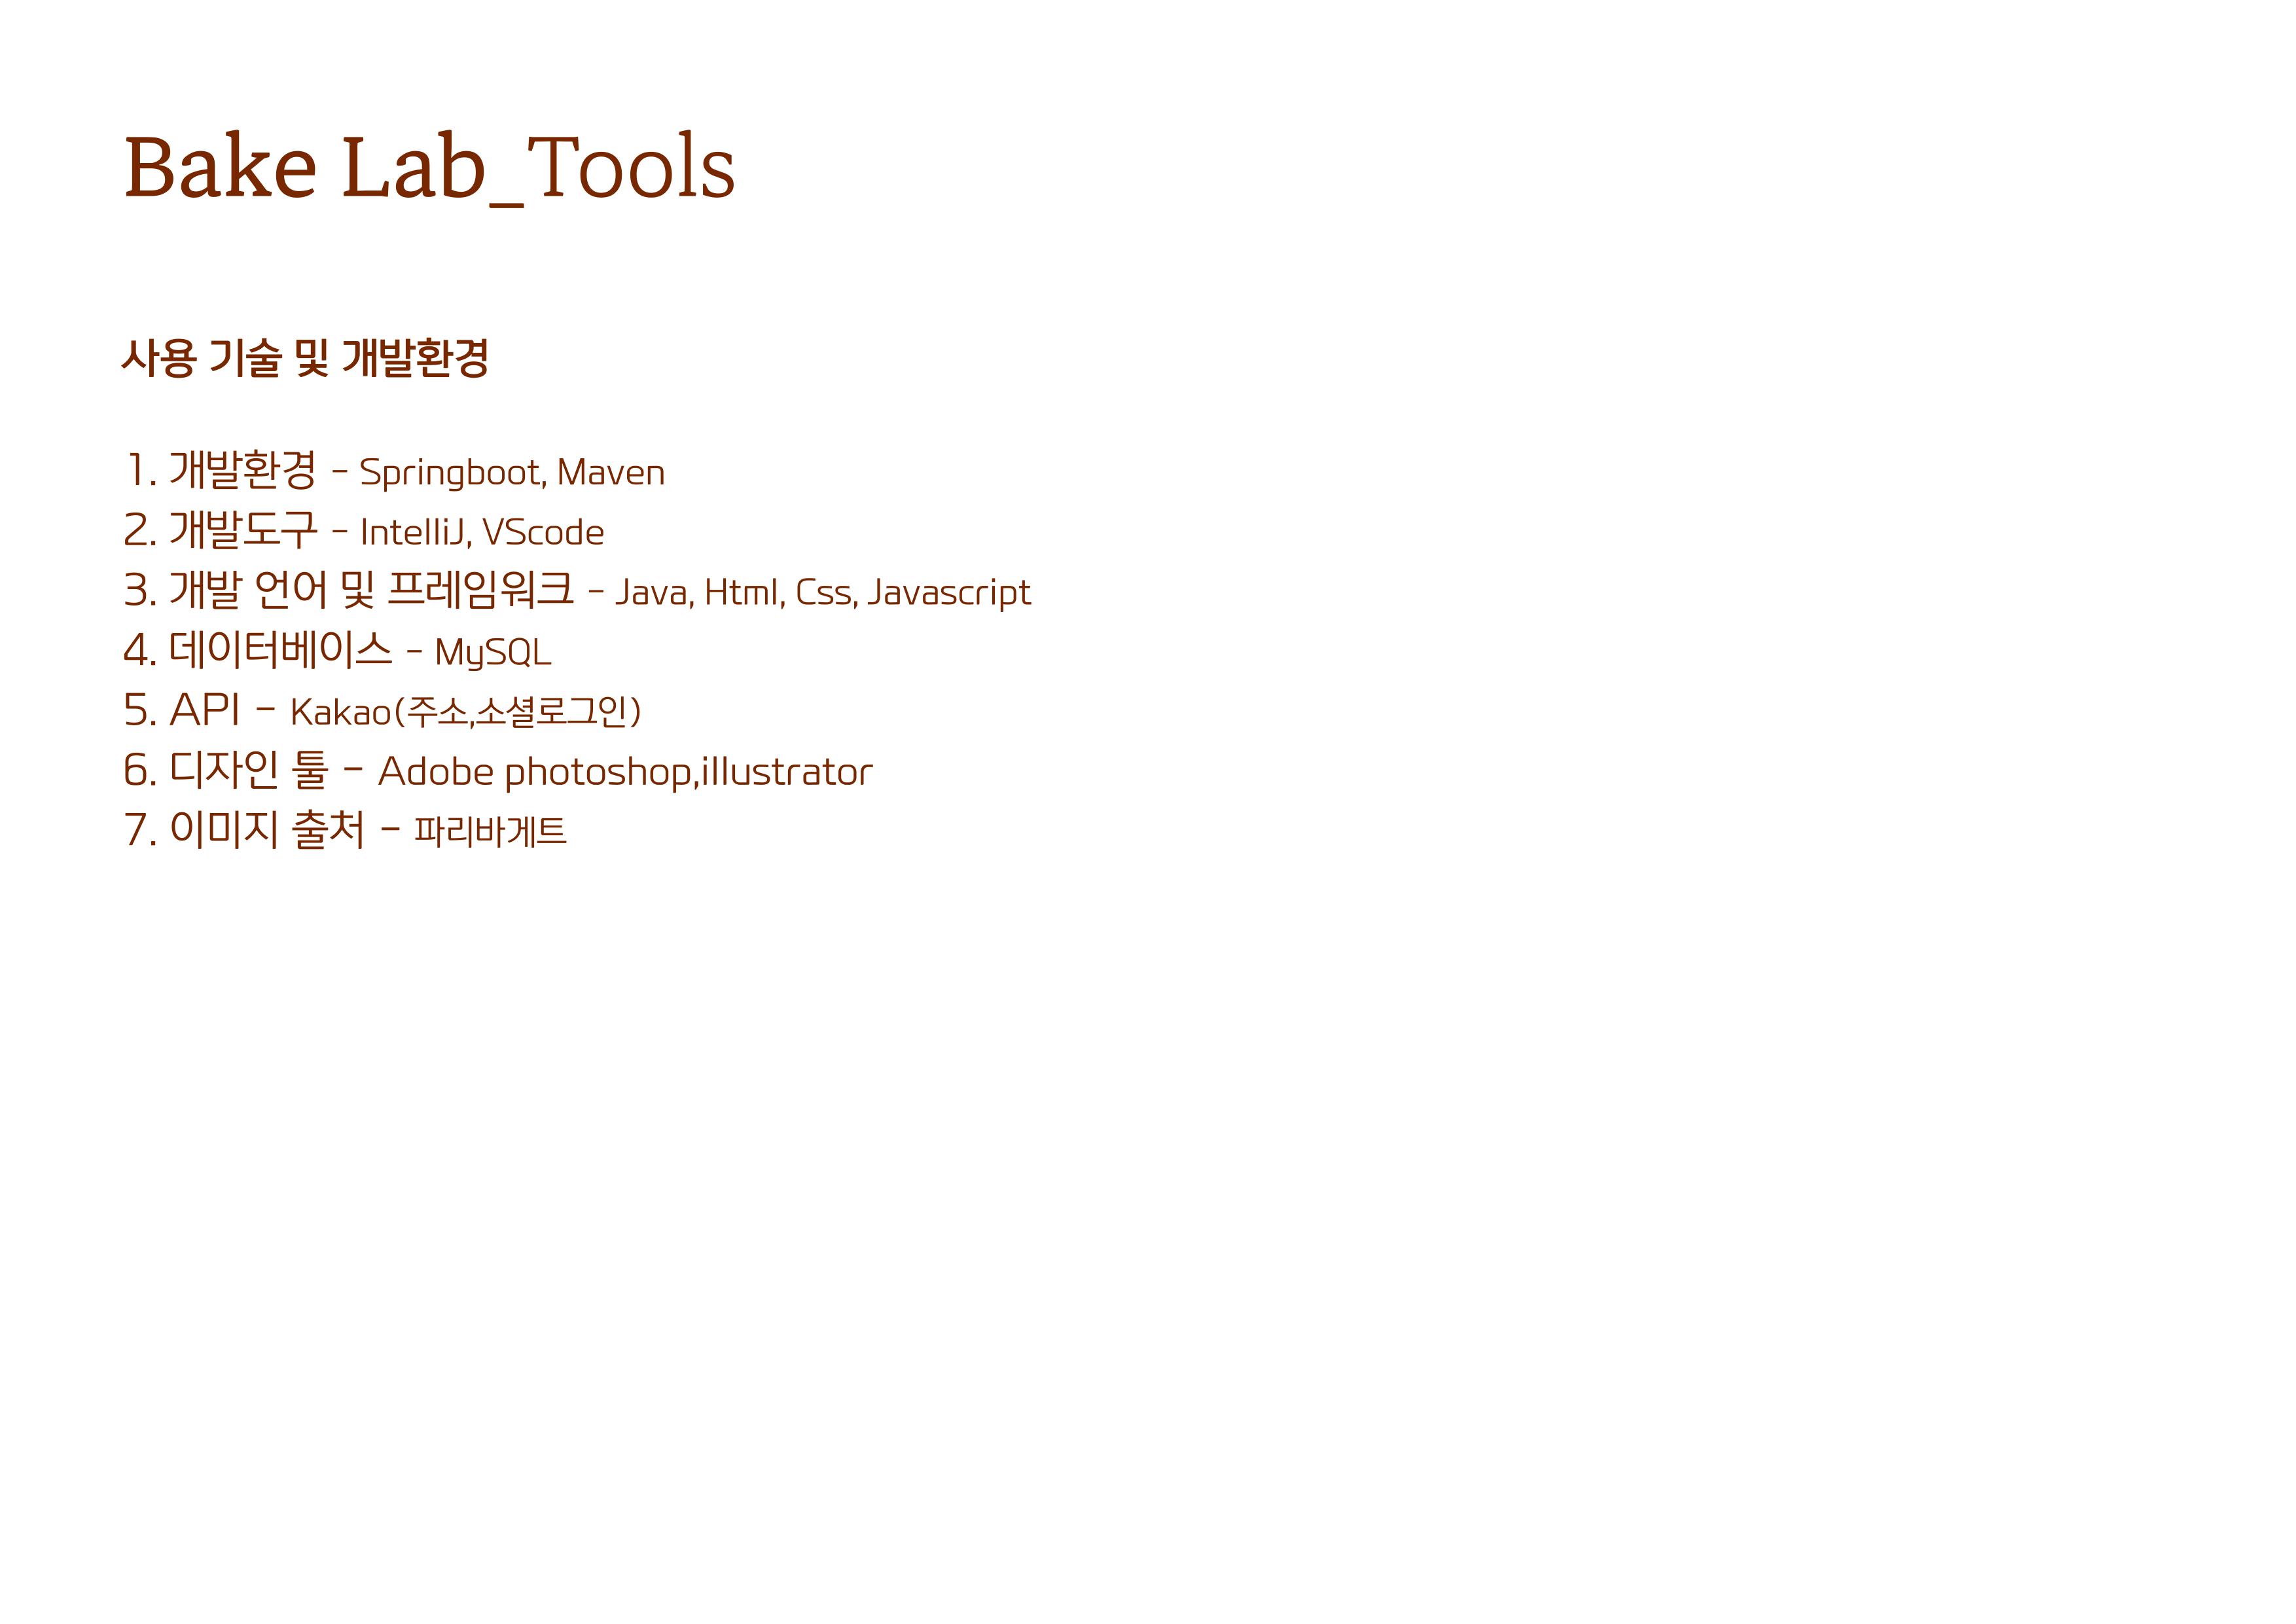 Bake Lab_Tools
사용 기술 및 개발환경
1. 개발환경 - Springboot, Maven
2. 개발도구 - IntelliJ, VScode
3. 개발 언어 및 프레임워크 - Java, Html, Css, Javascript
4. 데이터베이스 - MySQL
5. API - Kakao(주소,소셜로그인)
6. 디자인 툴 - Adobe photoshop,illustrator
7. 이미지 출처 - 파리바게트